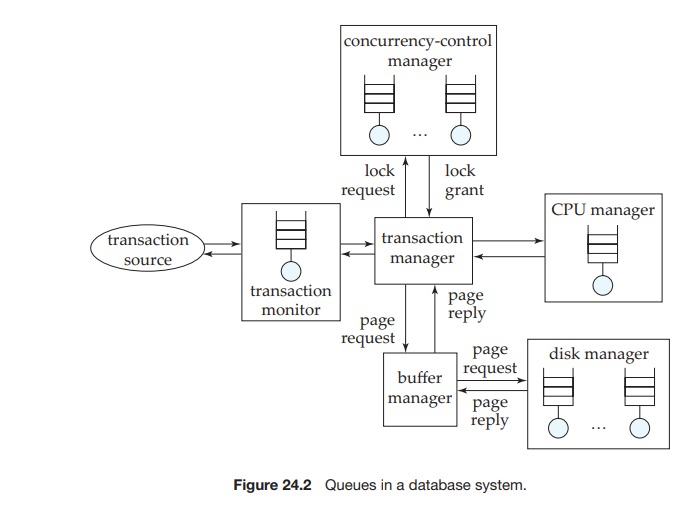 concurrency-control
manager
...
lock
request
lock
grant
transaction
source
transaction
monitor
transaction
manager
CPU manager
page
request
page
reply
buffer
manager
page
request
page
reply
disk manager
...
Figure 24.2 Queues in a database system.